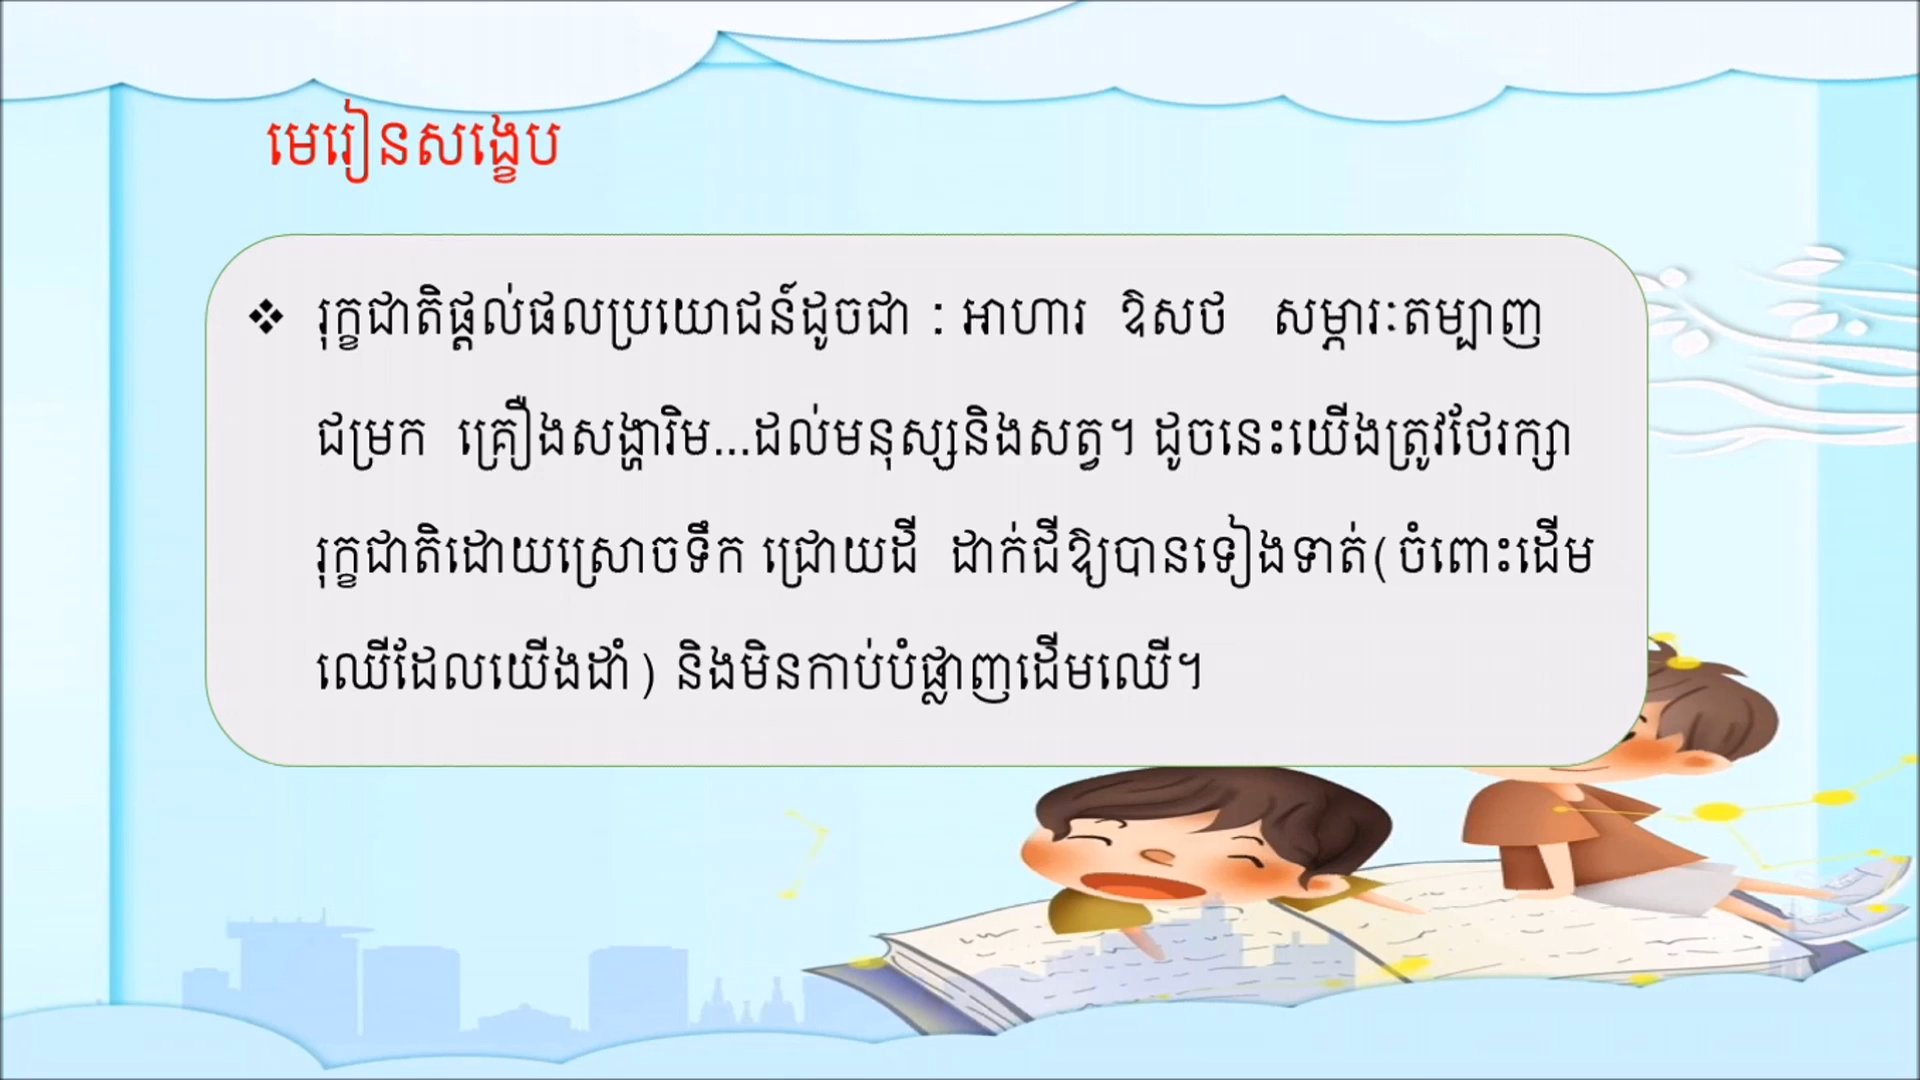 មេរៀនសង្ខេប
❖ រុក្ខជាតិផ្ដល់ផលប្រយោជន៍ដូចជា : អាហារ ឱសថ សម្ភារៈតម្បាញ
ជម្រក គ្រឿងសង្ហារិម...ដល់មនុស្សនិងសត្វ។ ដូចនេះយើងត្រូវថែរក្សា
រុក្ខជាតិដោយស្រោចទឹក ជ្រោយដី ដាក់ជីឱ្យបានទៀងទាត់(ចំពោះដើម
ឈើដែលយើងដាំ) និងមិនកាប់បំផ្លាញដើមឈើ។